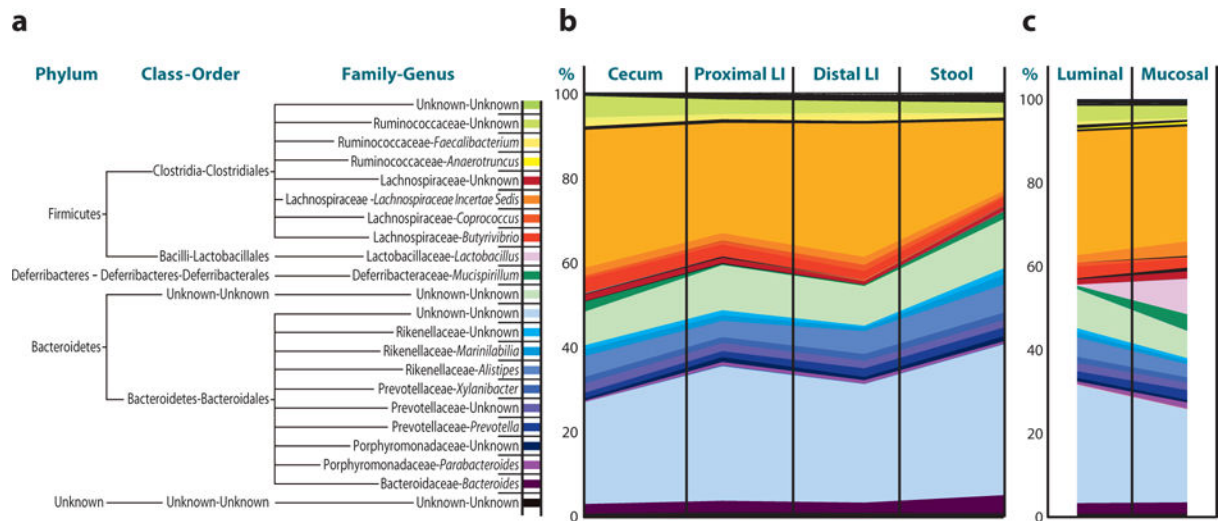 a
Phylum
Class-Order
Family-Genus
Unknown-Unknown
Ruminococcaceae-Unknown
Ruminococcaceae-Faecalibacterium
Ruminococcaceae-Anaerotruncus
Clostridia-Clostridiales
Lachnospiraceae-Unknown
Lachnospiraceae -Lachnospiraceae Incertae Sedis
Firmicutes
Lachnospiraceae-Coprococcus
Lachnospiraceae-Butyrivibrio
Bacilli-Lactobacillales
Lactobacillaceae-Lactobacillus
Deferribacteres - Deferribacteres-Deferribacterales
Deferribacteraceae-Mucispirillum
Unknown-Unknown
Unknown-Unknown
Unknown-Unknown
Rikenellaceae-Unknown
Bacteroidetes
Rikenellaceae-Marinilabilia
Rikenellaceae-Alistipes
Prevotellaceae-Xylanibacter
Bacteroidetes-Bacteroidales
Prevotellaceae-Unknown
Prevotellaceae-Prevotella
Porphyromonadaceae-Unknown
Porphyromonadaceae-Parabacteroides
Bacteroidaceae-Bacteroides
Unknown
Unknown-Unknown
Unknown-Unknown
b
%
Cecum
Proximal LI
Distal LI
Stool
100
80
60
40
20
0
c
%
Luminal
Mucosal
100
80
60
40
20
0